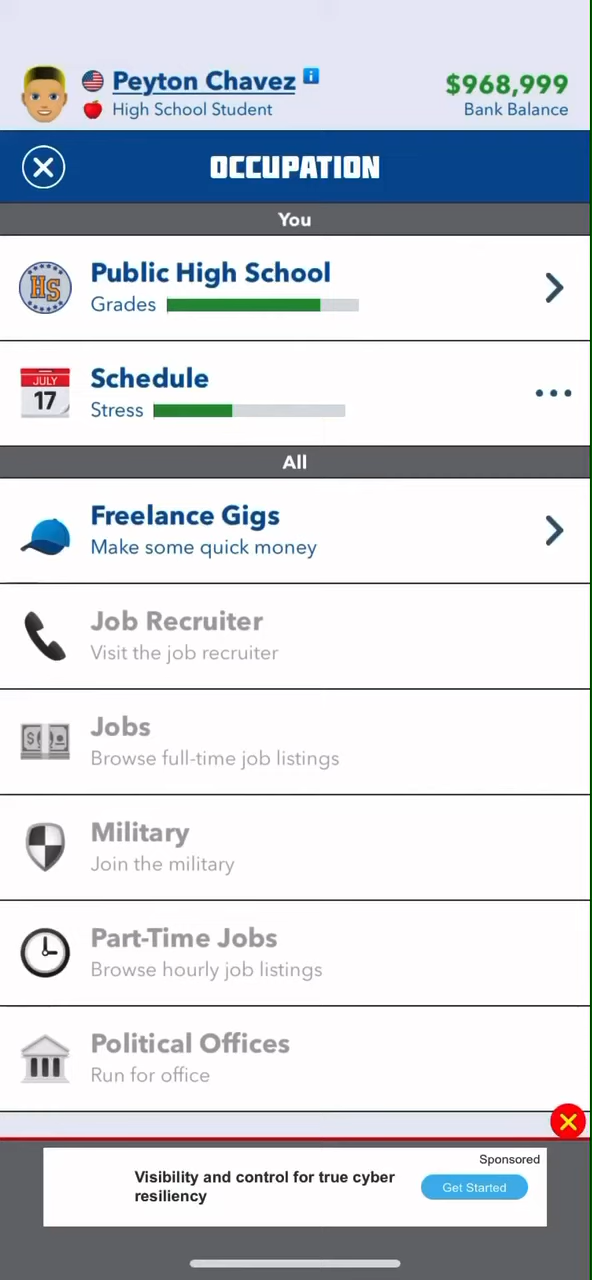 Peyton Chavez i
$968,999
High School Student
Bank Balance
OCCUPATION
You
HS
Public High School
Grades
JULY
17
Schedule
Stress
All
Freelance Gigs
Make some quick money
Job Recruiter
Visit the job recruiter
Jobs
Browse full-time job listings
Military
Join the military
Part-Time Jobs
Browse hourly job listings
Political Offices
Run for office
Sponsored
Visibility and control for true cyber
resiliency
Get Started